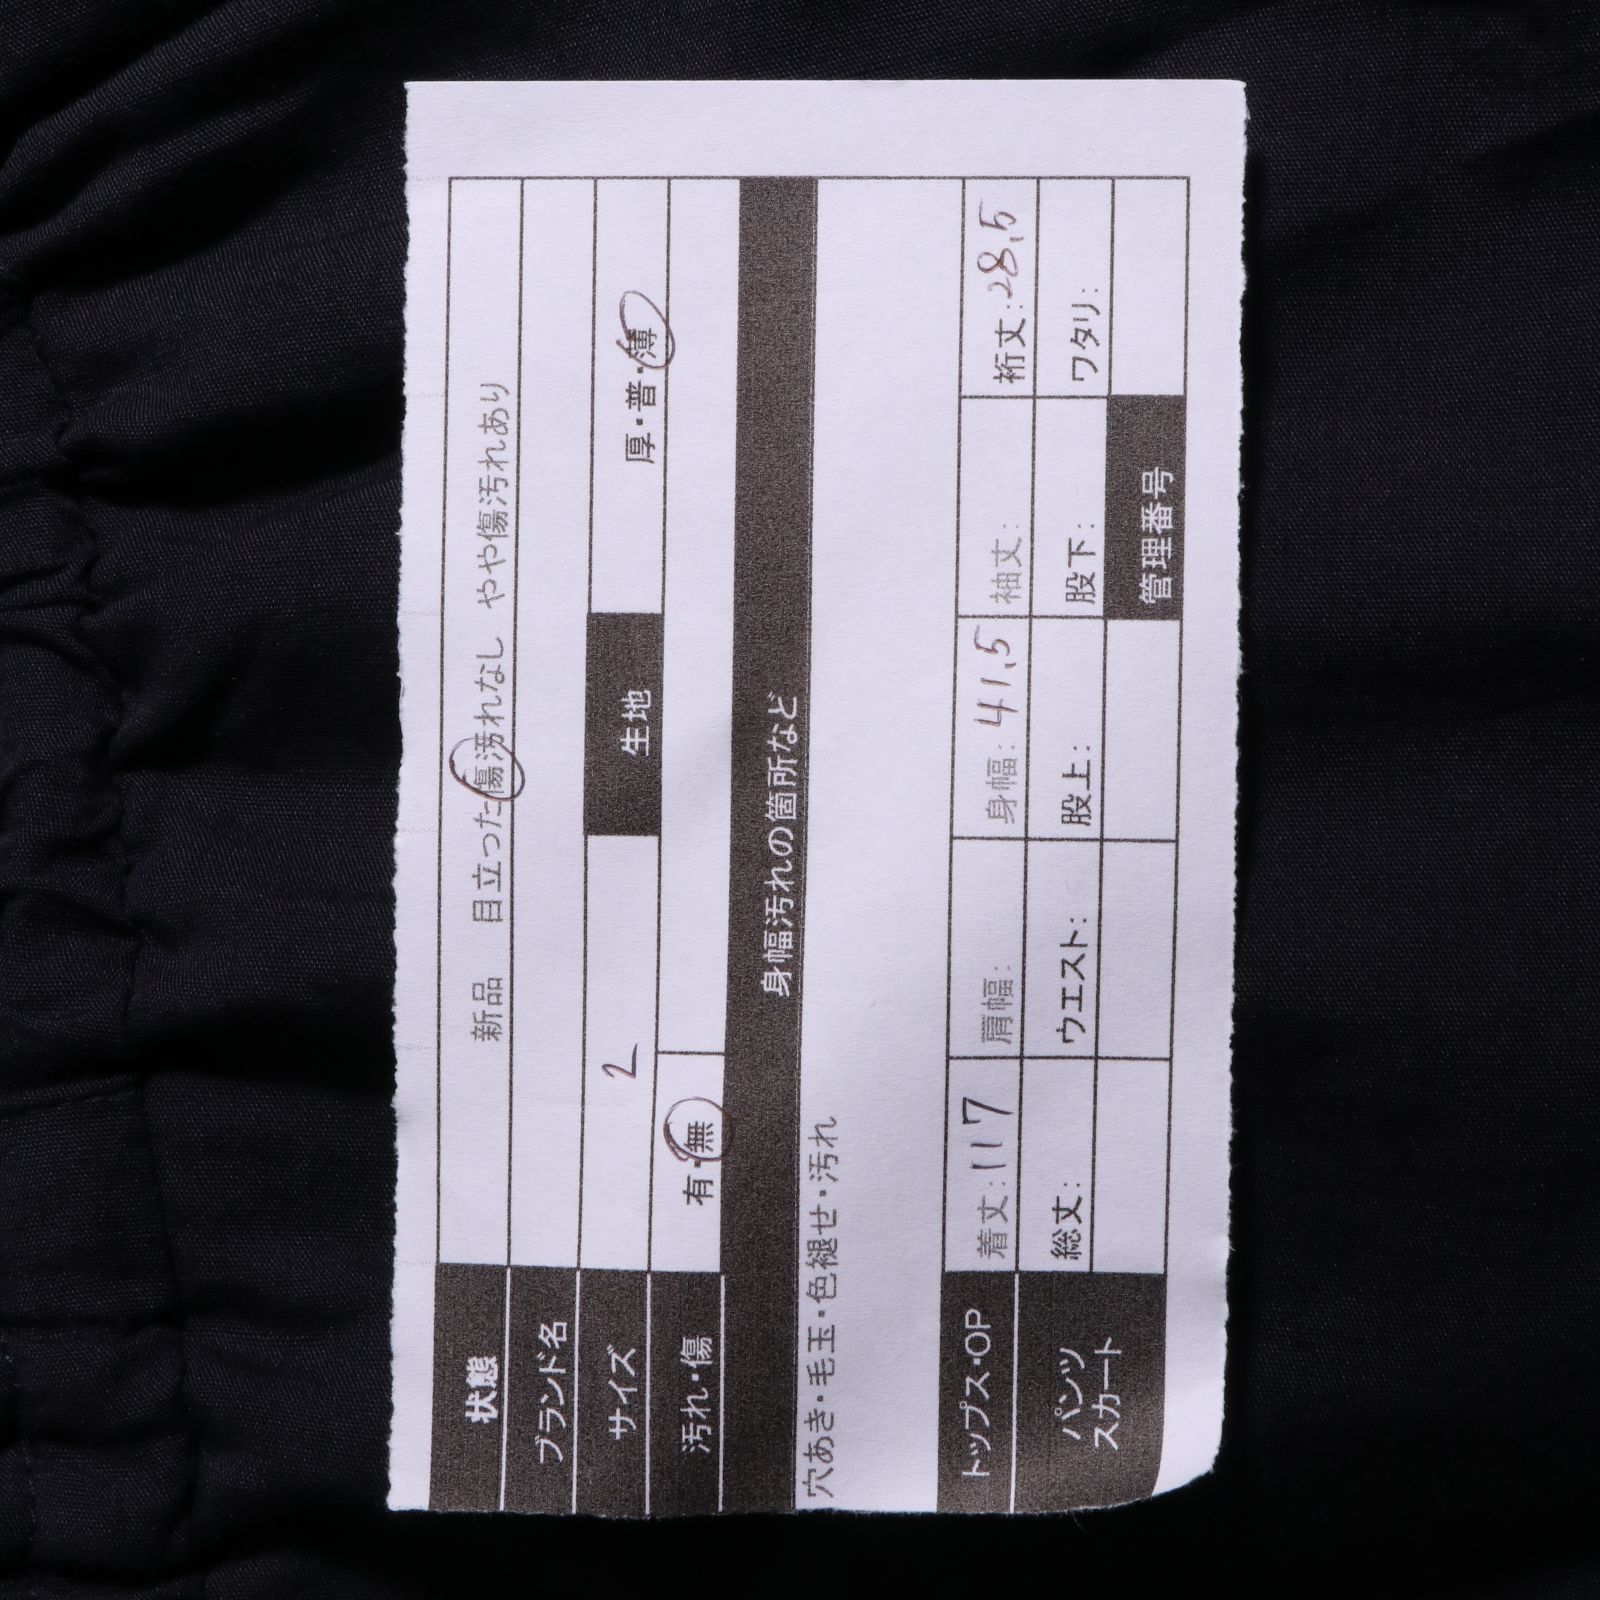 状態 新品 目立った傷汚れなし やや傷汚れあり
ブランド名
サイズ 2 生地 厚・普・薄
汚れ・傷 有・無
身幅汚れの箇所など
穴あき・毛玉・色褪せ・汚れ
トップス・OP 着丈:117 肩幅: 身幅:41.5 袖丈: 裄丈:28.5
パンツ スカート 総丈: ウエスト: 股上: 股下: ワタリ:
管理番号